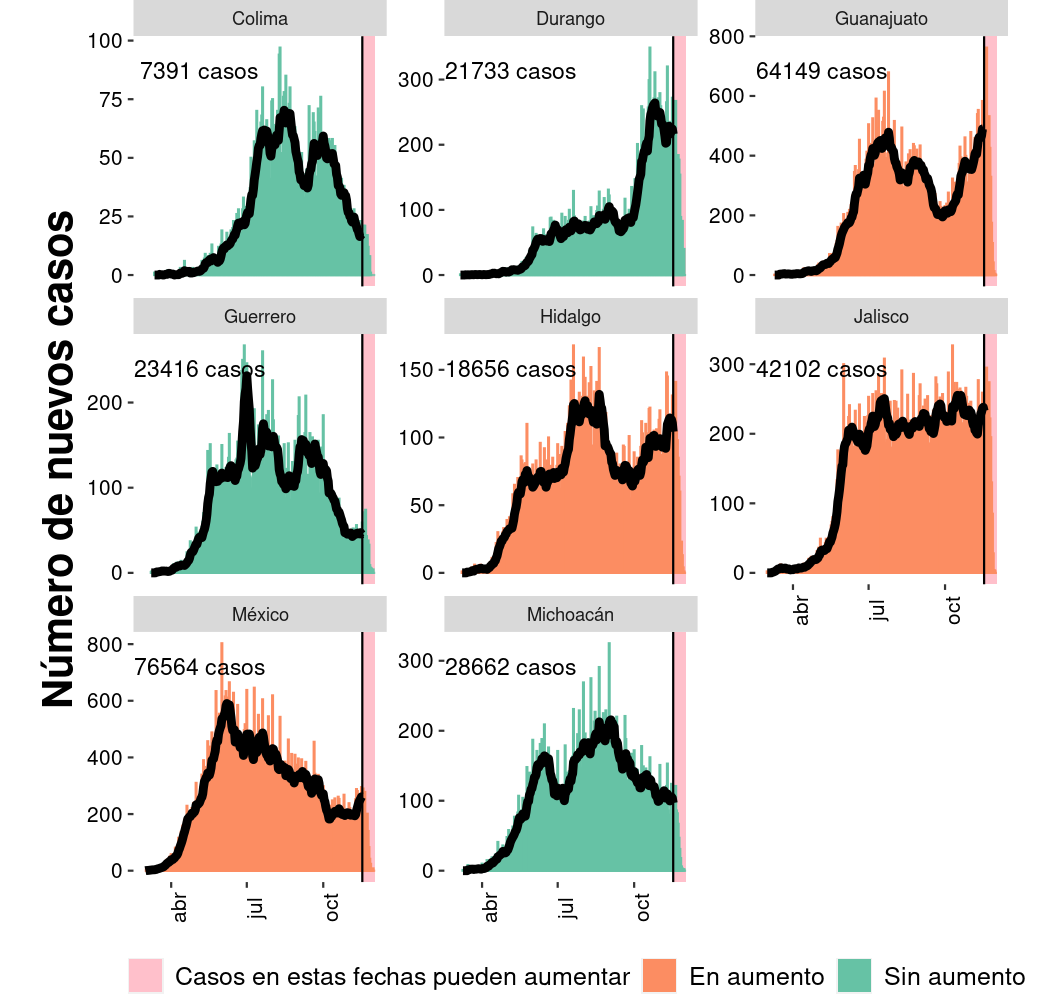 Número de nuevos casos
Colima
7391 casos
100
75
50
25
0
Durango
21733 casos
300
200
100
0
Guanajuato
64149 casos
800
600
400
200
0
Guerrero
23416 casos
200
100
0
Hidalgo
18656 casos
150
100
50
0
Jalisco
42102 casos
300
200
100
0
abr
jul
oct
México
76564 casos
800
600
400
200
0
abr
jul
oct
Michoacán
28662 casos
300
200
100
0
abr
jul
oct
Casos en estas fechas pueden aumentar
En aumento
Sin aumento